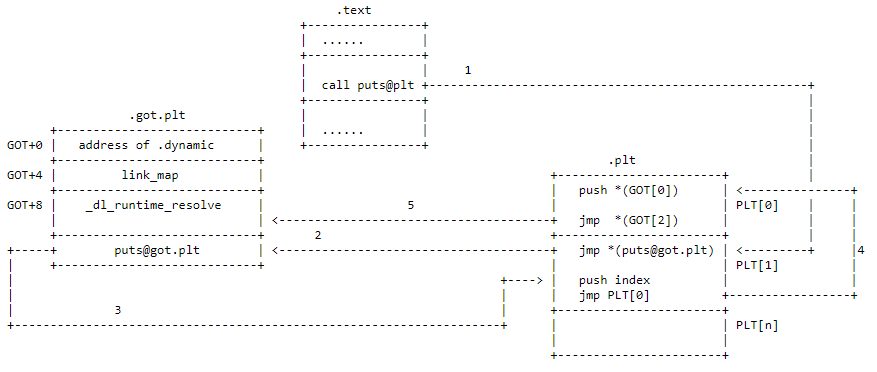 .text
......
1
call puts@plt
.got.plt
......
GOT+0 address of .dynamic
.plt
GOT+4 link_map
push *(GOT[0])
GOT+8 _dl_runtime_resolve 5 PLT[0]
jmp *(GOT[2])
2
puts@got.plt jmp *(puts@got.plt) 4
PLT[1]
push index
3 jmp PLT[0]
PLT[n]